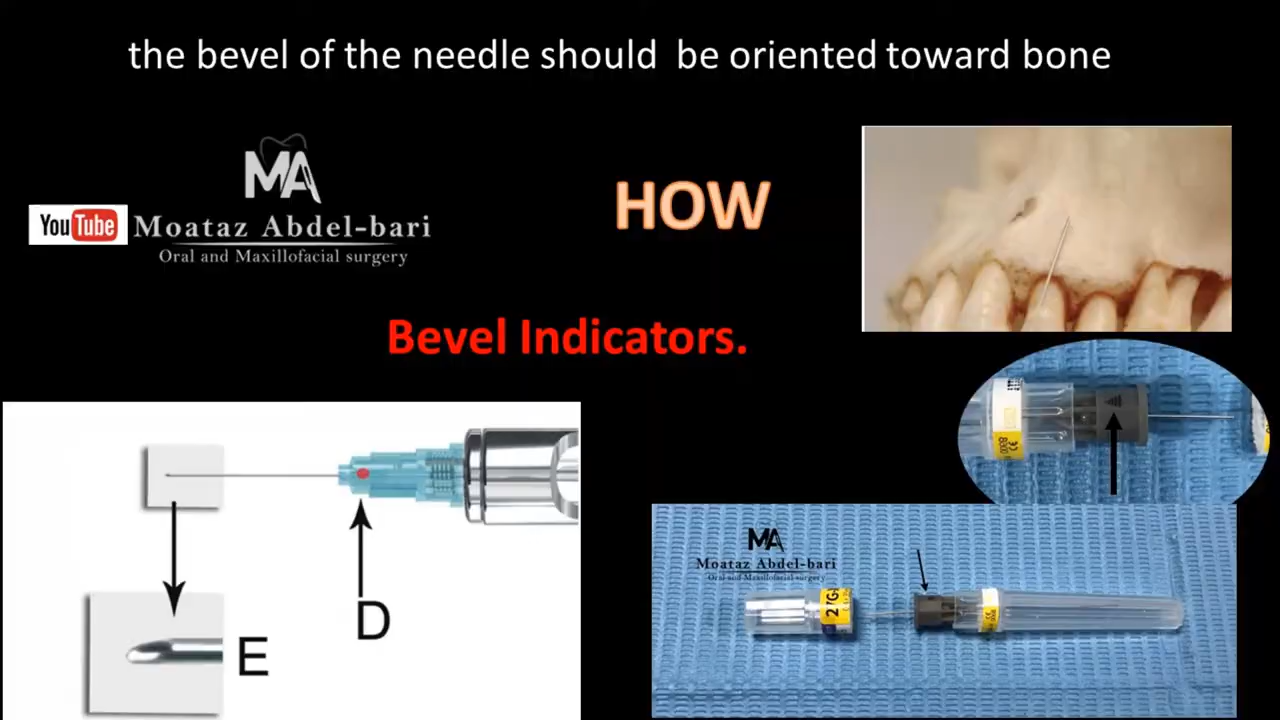 the bevel of the needle should be oriented toward bone
MA
YouTube
Moataz Abdel-bari
Oral and Maxillofacial surgery
HOW
Bevel Indicators.
D
E
MA
Moataz Abdel-bari
Oral and Maxillofacial surgery